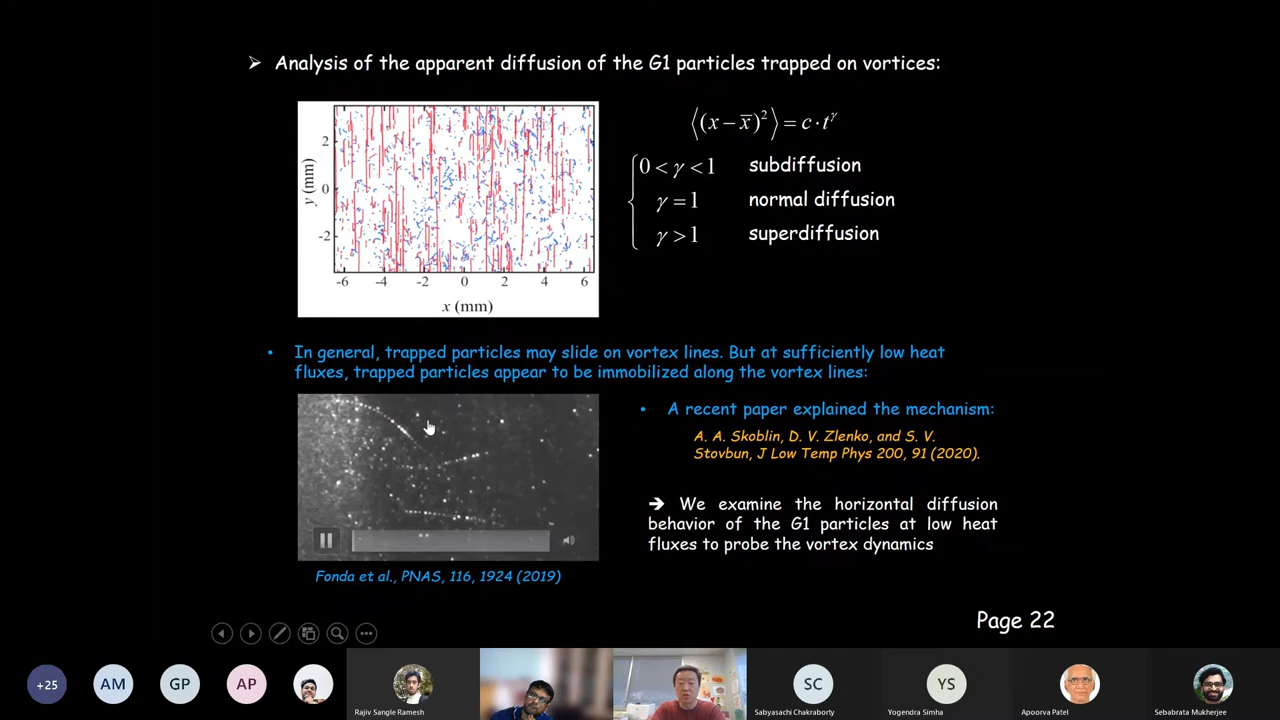 ➢ Analysis of the apparent diffusion of the G1 particles trapped on vortices:
⟨(x − x̄)²⟩ = c · t^γ
0 < γ < 1 subdiffusion
γ = 1 normal diffusion
γ > 1 superdiffusion
y (mm)
2
0
-2
-6 -4 -2 0 2 4 6
x (mm)
• In general, trapped particles may slide on vortex lines. But at sufficiently low heat
fluxes, trapped particles appear to be immobilized along the vortex lines:
• A recent paper explained the mechanism:
A. A. Skoblin, D. V. Zlenko, and S. V.
Stovbun, J Low Temp Phys 200, 91 (2020).
➔ We examine the horizontal diffusion
behavior of the G1 particles at low heat
fluxes to probe the vortex dynamics
Fonda et al., PNAS, 116, 1924 (2019)
Page 22
+25
AM
GP
AP
Rajiv Sangle Ramesh
SC
Sabyasachi Chakraborty
YS
Yogendra Simha
Apoorva Patel
Sebabrata Mukherjee